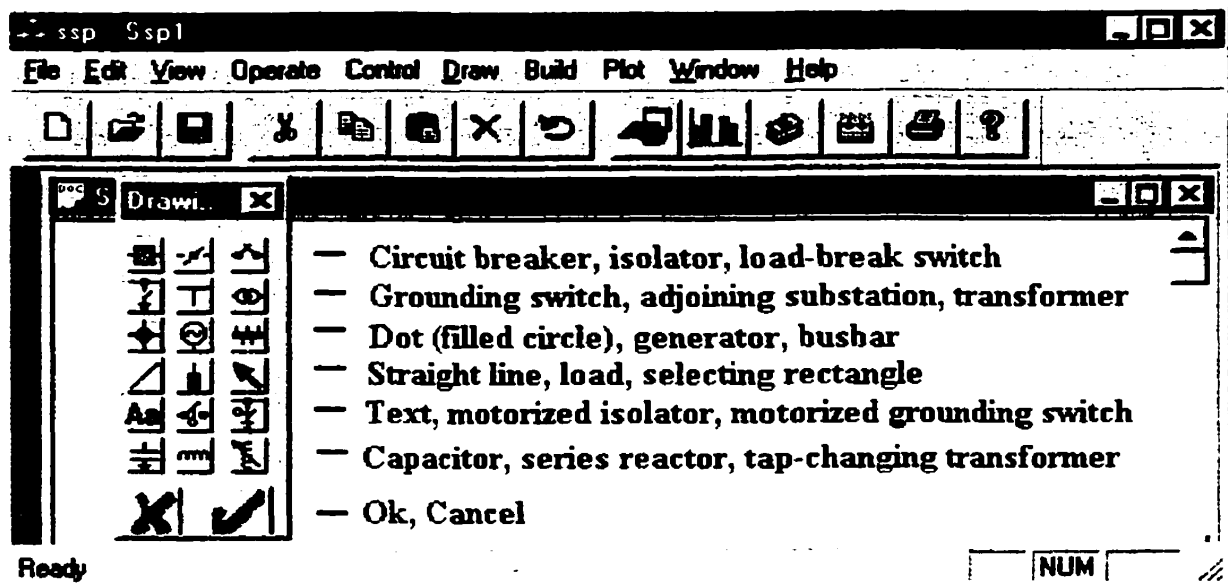 ssp Ssp1
File Edit View Operate Control Draw Build Plot Window Help
DOC S Drawi..
— Circuit breaker, isolator, load-break switch
— Grounding switch, adjoining substation, transformer
— Dot (filled circle), generator, busbar
— Straight line, load, selecting rectangle
Aa — Text, motorized isolator, motorized grounding switch
— Capacitor, series reactor, tap-changing transformer
— Ok, Cancel
Ready NUM